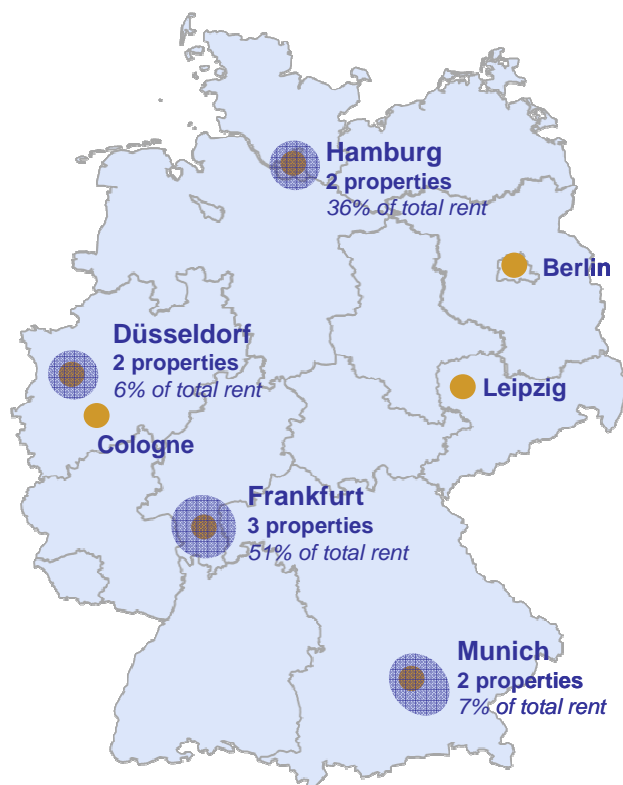 Hamburg
2 properties
36% of total rent
Berlin
Düsseldorf
2 properties
6% of total rent
Leipzig
Cologne
Frankfurt
3 properties
51% of total rent
Munich
2 properties
7% of total rent